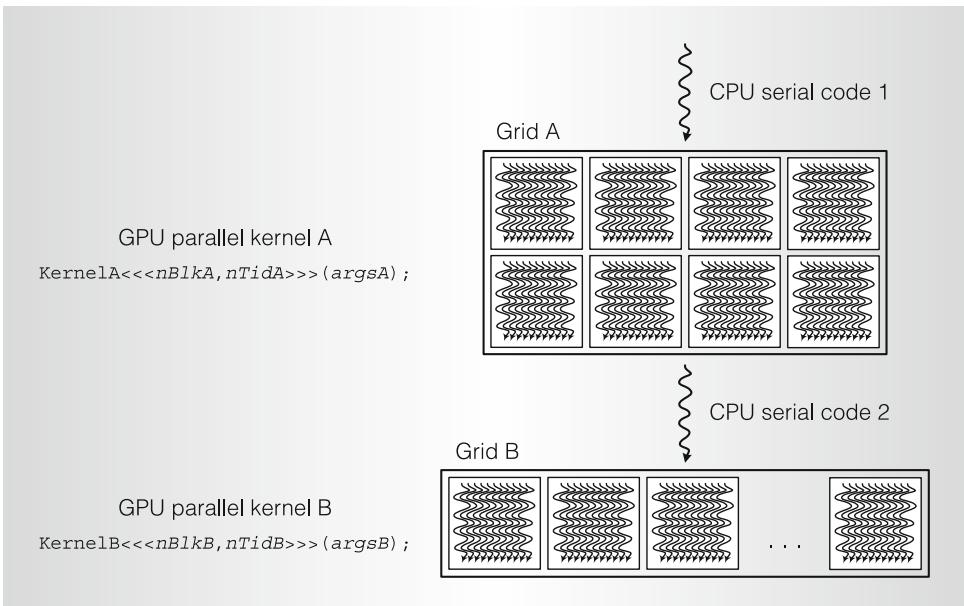 CPU serial code 1
Grid A
GPU parallel kernel A
KernelA<<<nBlkA,nTidA>>>(argsA);
CPU serial code 2
Grid B
GPU parallel kernel B
KernelB<<<nBlkB,nTidB>>>(argsB);
. . .